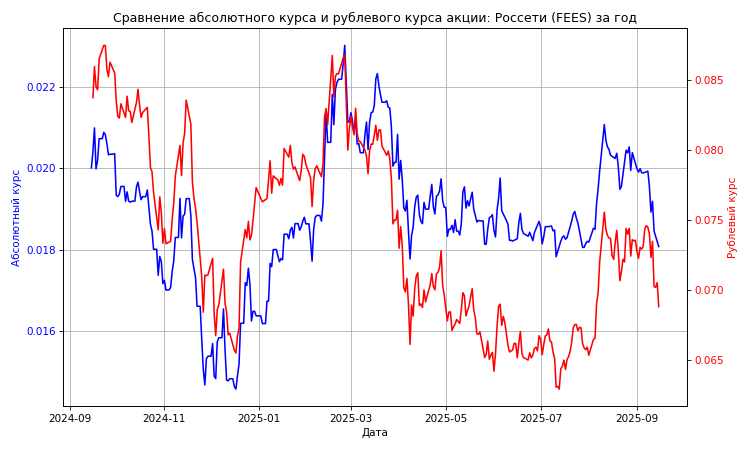 Сравнение абсолютного курса и рублевого курса акции: Россети (FEES) за год
Абсолютный курс
0.022
0.020
0.018
0.016
0.085
0.080
0.075
0.070
0.065
Рублевый курс
2024-09 2024-11 2025-01 2025-03 2025-05 2025-07 2025-09
Дата